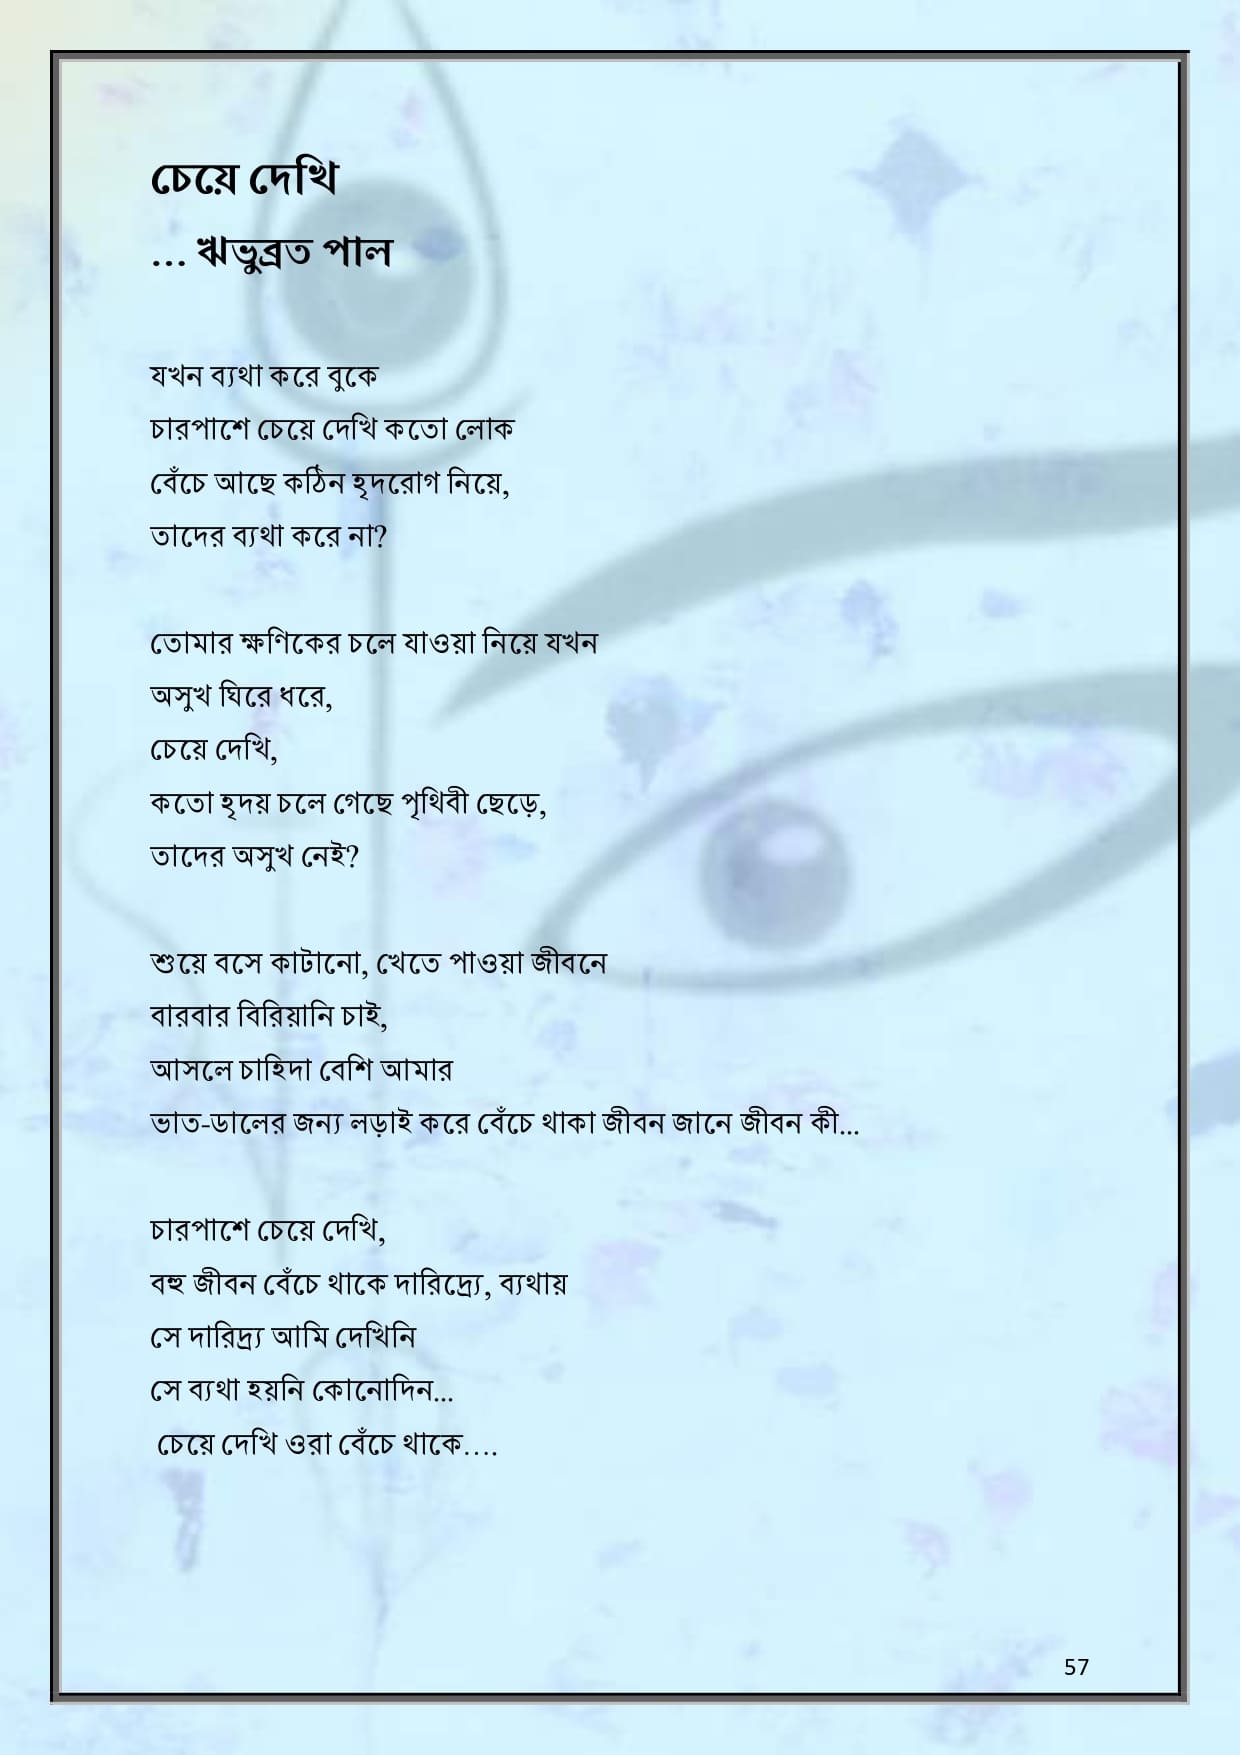 চেয়ে দেখি
... ঋভুব্রত পাল
যখন ব্যথা করে বুকে
চারপাশে চেয়ে দেখি কতো লোক
বেঁচে আছে কঠিন হৃদরোগ নিয়ে,
তাদের ব্যথা করে না?
তোমার ক্ষণিকের চলে যাওয়া নিয়ে যখন
অসুখ ঘিরে ধরে,
চেয়ে দেখি,
কতো হৃদয় চলে গেছে পৃথিবী ছেড়ে,
তাদের অসুখ নেই?
শুয়ে বসে কাটানো, খেতে পাওয়া জীবনে
বারবার বিরিয়ানি চাই,
আসলে চাহিদা বেশি আমার
ভাত-ডালের জন্য লড়াই করে বেঁচে থাকা জীবন জানে জীবন কী...
চারপাশে চেয়ে দেখি,
বহু জীবন বেঁচে থাকে দারিদ্র্যে, ব্যথায়
সে দারিদ্র্য আমি দেখিনি
সে ব্যথা হয়নি কোনোদিন...
চেয়ে দেখি ওরা বেঁচে থাকে....
57